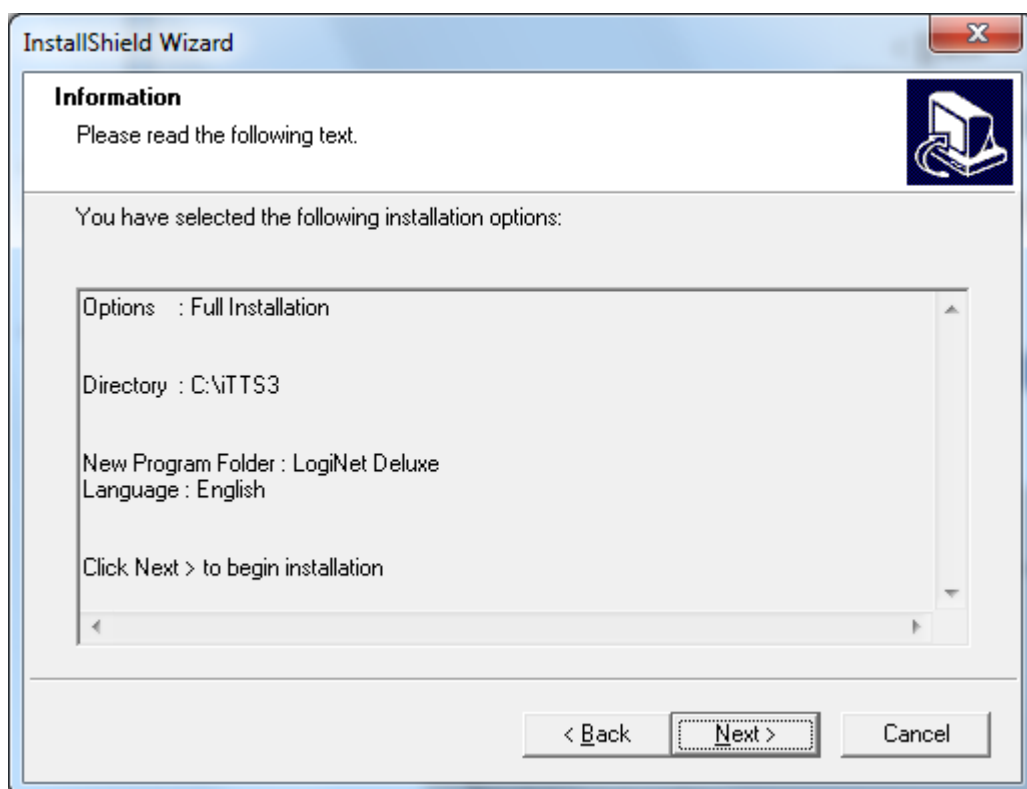 InstallShield Wizard
Information
Please read the following text.
You have selected the following installation options:
Options : Full Installation
Directory : C:\iTTS3
New Program Folder : LogiNet Deluxe
Language : English
Click Next > to begin installation
< Back Next > Cancel